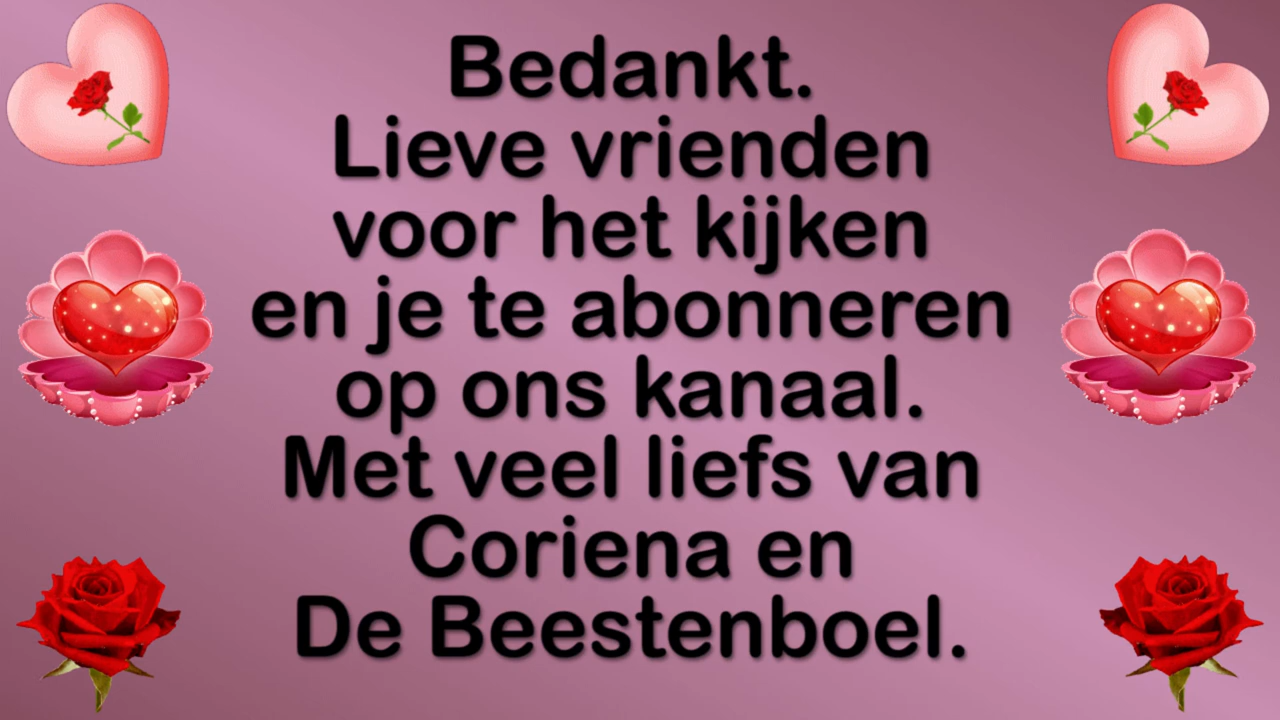 Bedankt.
Lieve vrienden
voor het kijken
en je te abonneren
op ons kanaal.
Met veel liefs van
Coriena en
De Beestenboel.